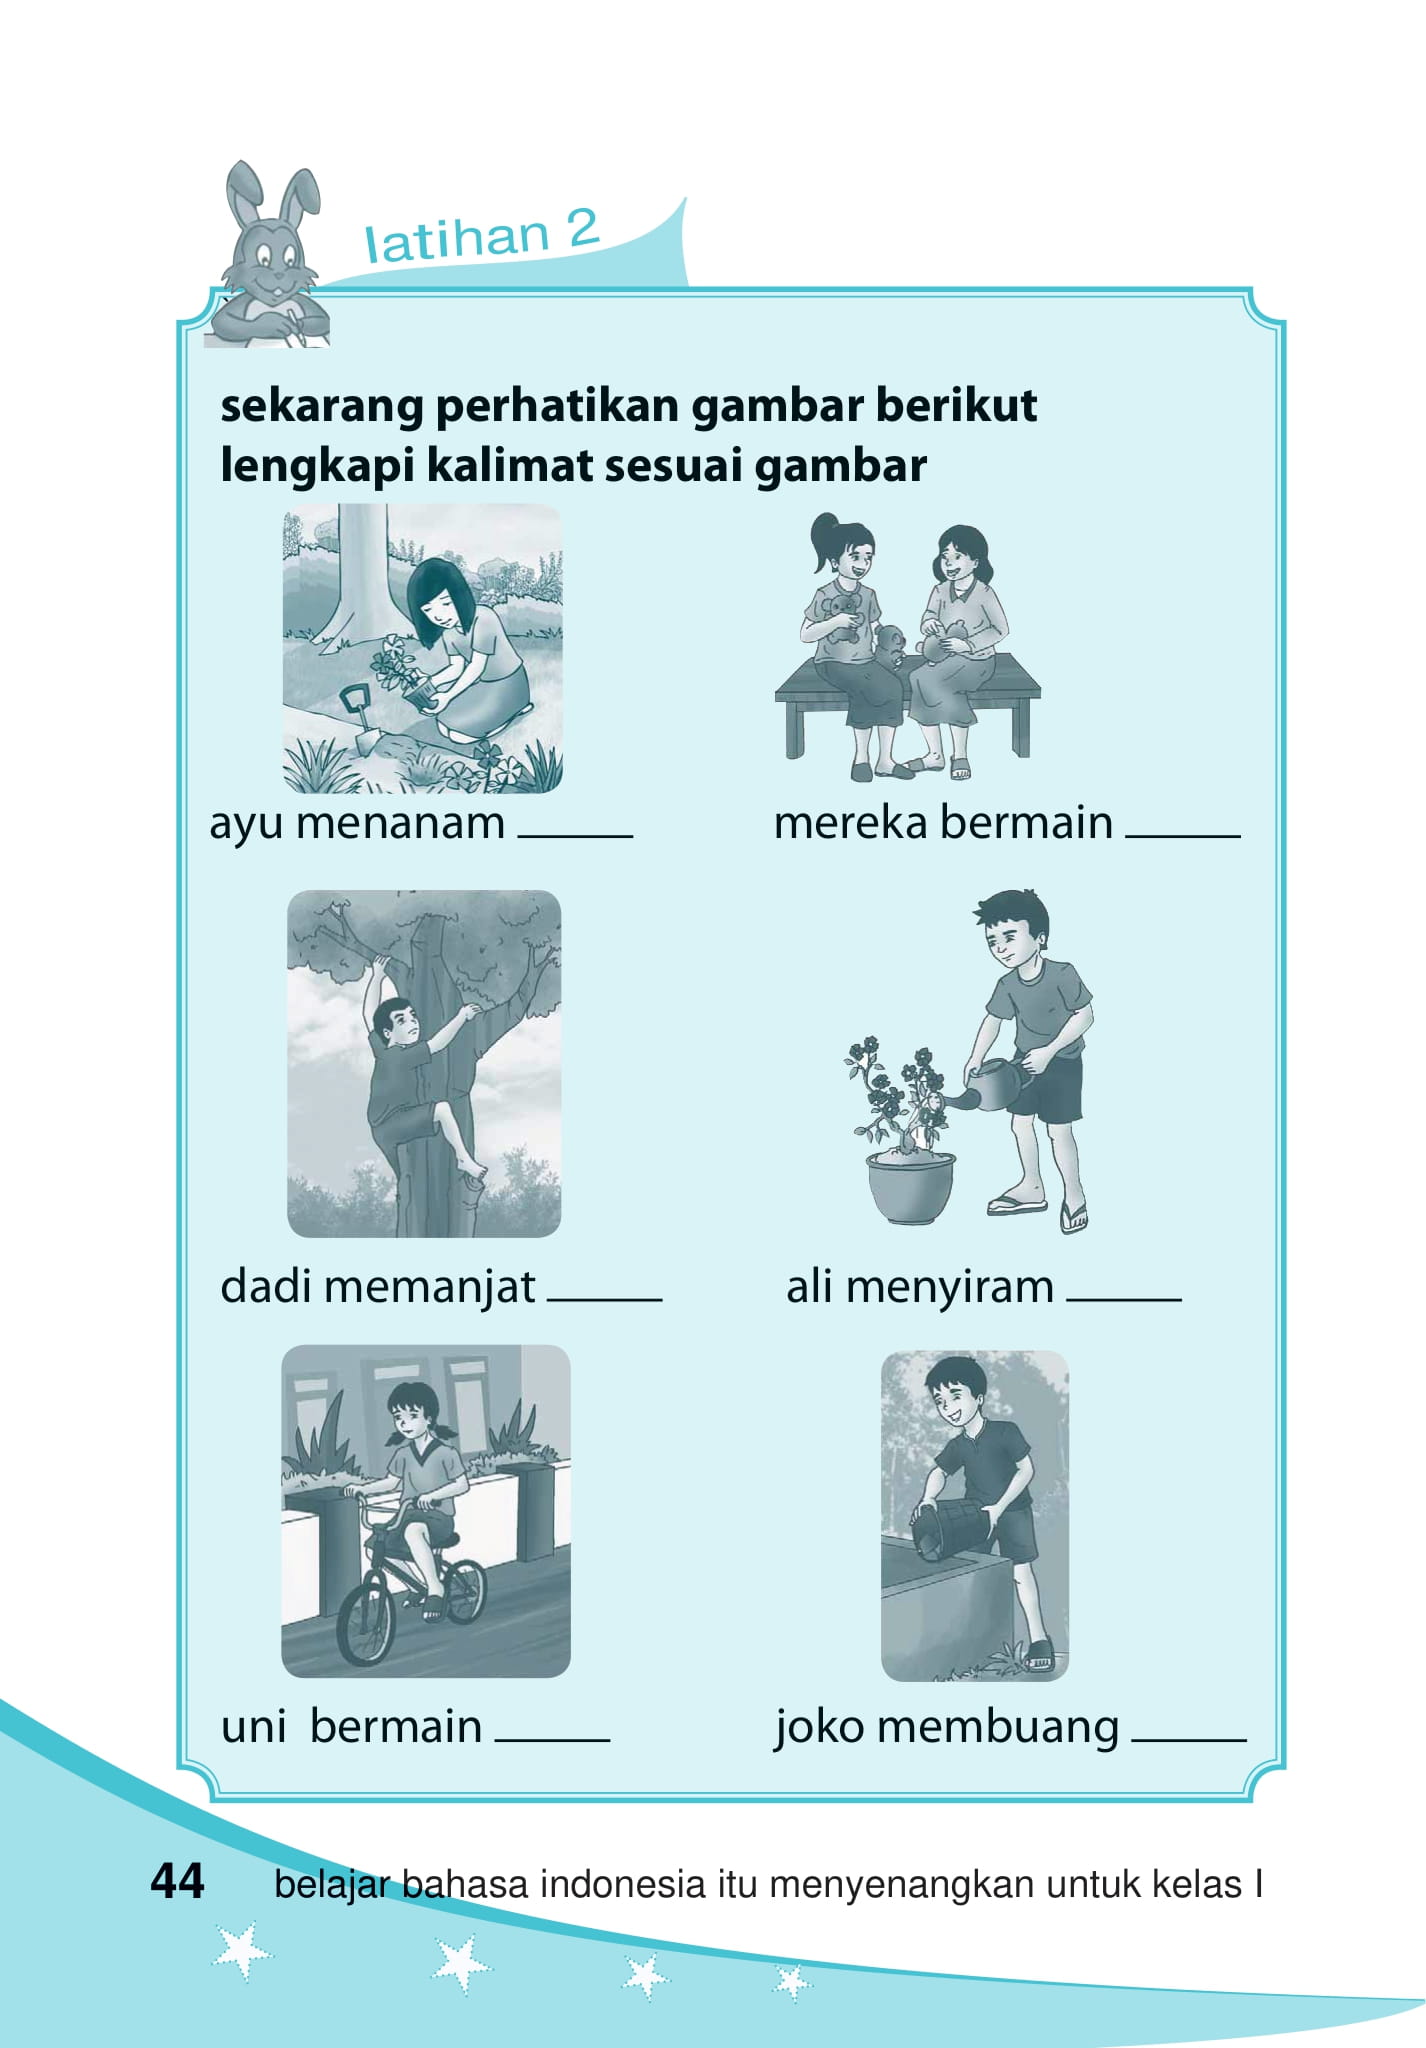 latihan 2
sekarang perhatikan gambar berikut
lengkapi kalimat sesuai gambar
ayu menanam _____
mereka bermain _____
dadi memanjat _____
ali menyiram _____
uni bermain _____
joko membuang _____
44 belajar bahasa indonesia itu menyenangkan untuk kelas I